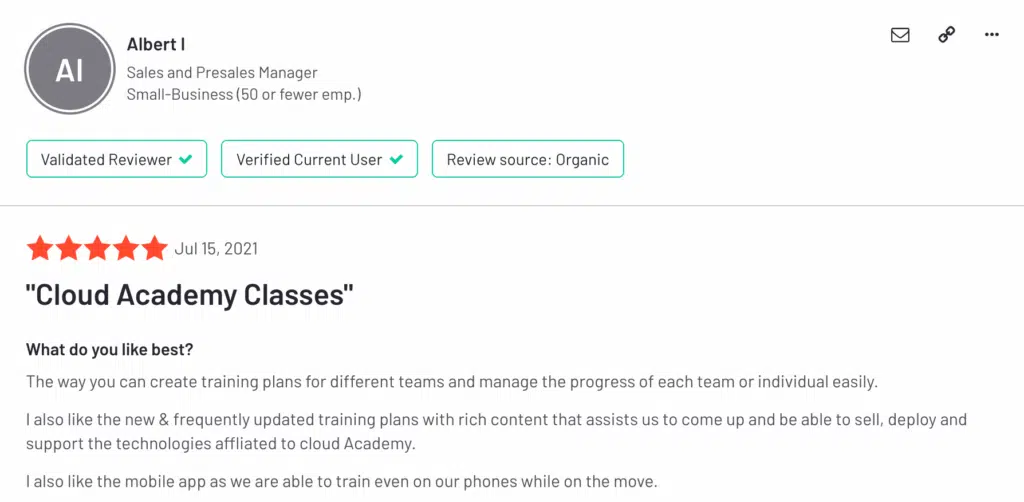 AI
Albert I
Sales and Presales Manager
Small-Business (50 or fewer emp.)
Validated Reviewer
Verified Current User
Review source: Organic
Jul 15, 2021
"Cloud Academy Classes"
What do you like best?
The way you can create training plans for different teams and manage the progress of each team or individual easily.
I also like the new & frequently updated training plans with rich content that assists us to come up and be able to sell, deploy and
support the technologies affliated to cloud Academy.
I also like the mobile app as we are able to train even on our phones while on the move.